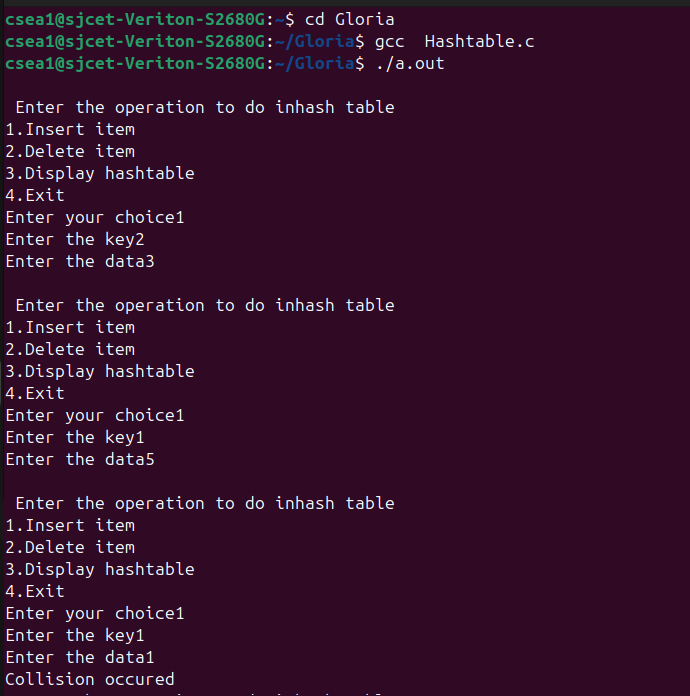 csea1@sjcet-Veriton-S2680G:~$ cd Gloria
csea1@sjcet-Veriton-S2680G:~/Gloria$ gcc  Hashtable.c
csea1@sjcet-Veriton-S2680G:~/Gloria$ ./a.out
 Enter the operation to do inhash table
1.Insert item
2.Delete item
3.Display hashtable
4.Exit
Enter your choice1
Enter the key2
Enter the data3
 Enter the operation to do inhash table
1.Insert item
2.Delete item
3.Display hashtable
4.Exit
Enter your choice1
Enter the key1
Enter the data5
 Enter the operation to do inhash table
1.Insert item
2.Delete item
3.Display hashtable
4.Exit
Enter your choice1
Enter the key1
Enter the data1
Collision occured